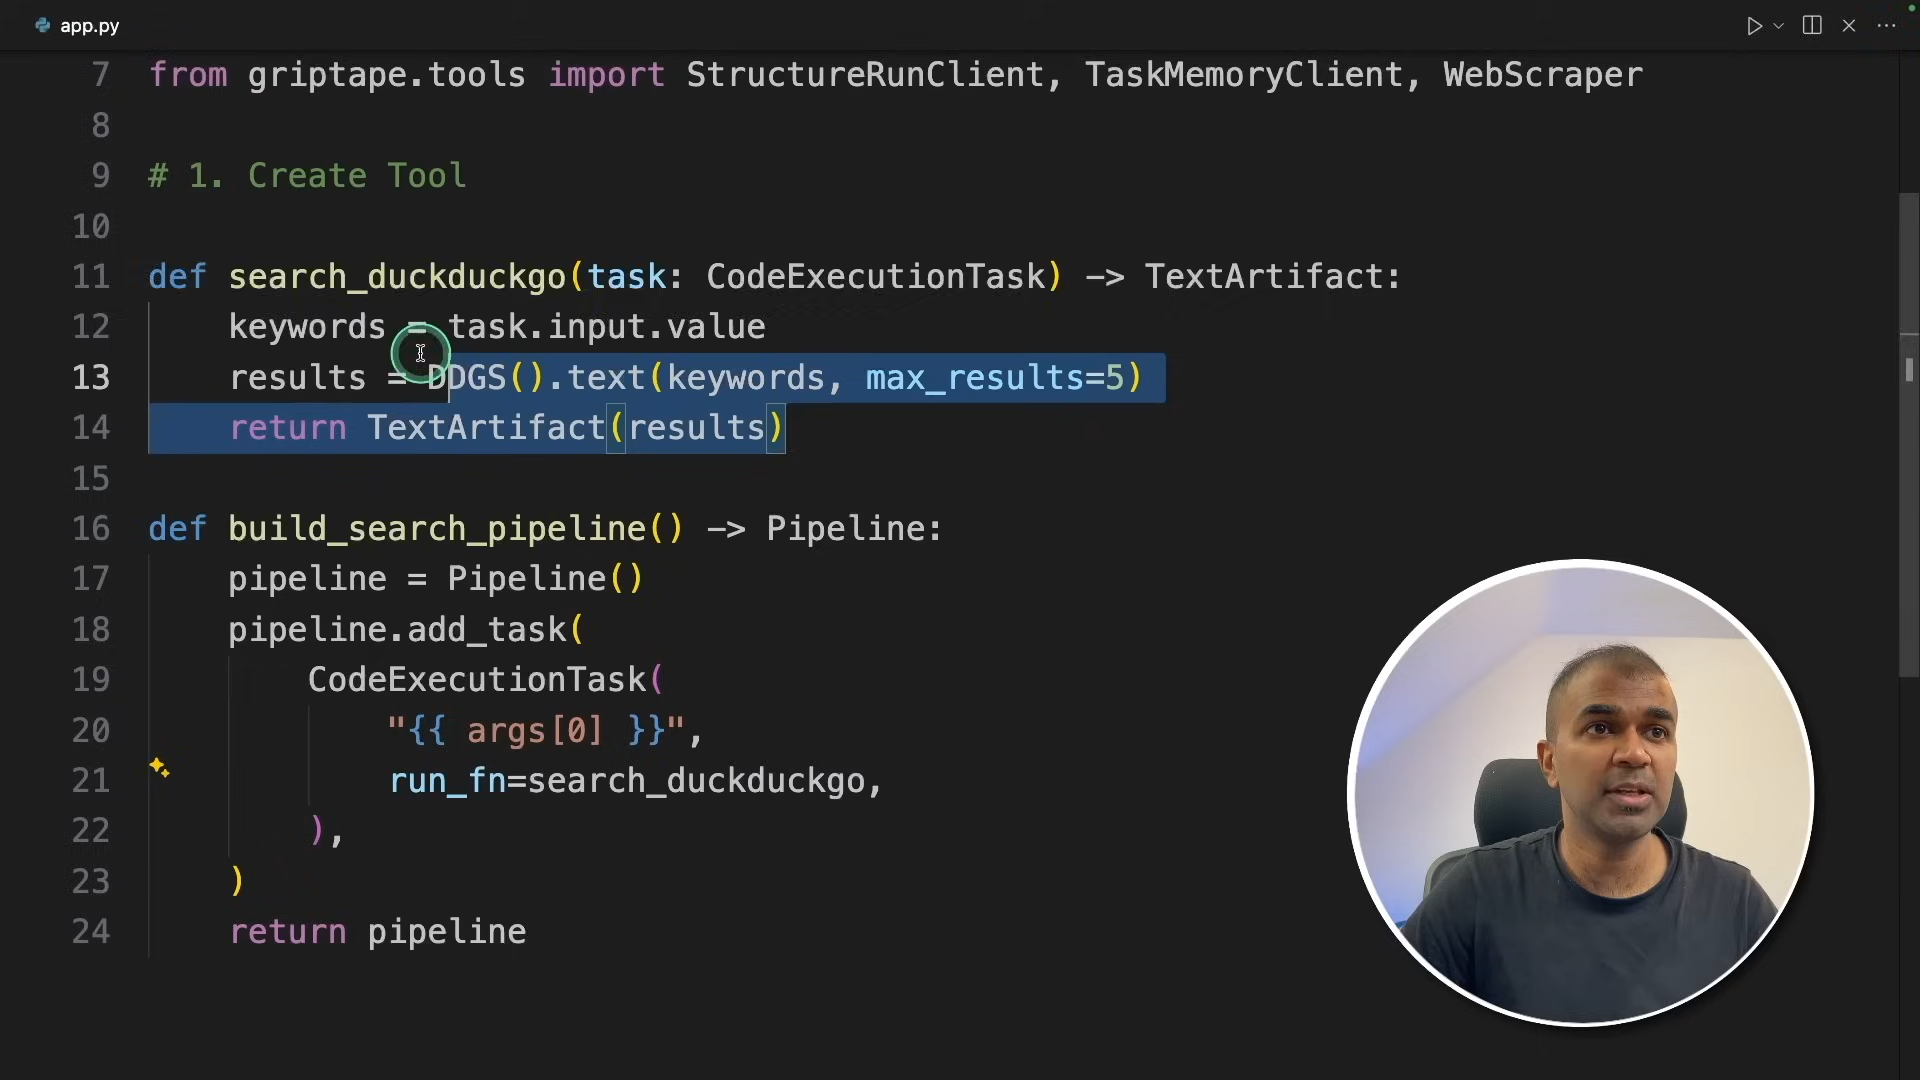 app.py
7 from griptape.tools import StructureRunClient, TaskMemoryClient, WebScraper
8
9 # 1. Create Tool
10
11 def search_duckduckgo(task: CodeExecutionTask) -> TextArtifact:
12 keywords = task.input.value
13 results = DDGS().text(keywords, max_results=5)
14 return TextArtifact(results)
15
16 def build_search_pipeline() -> Pipeline:
17 pipeline = Pipeline()
18 pipeline.add_task(
19 CodeExecutionTask(
20 "{{ args[0] }}",
21 run_fn=search_duckduckgo,
22 ),
23 )
24 return pipeline